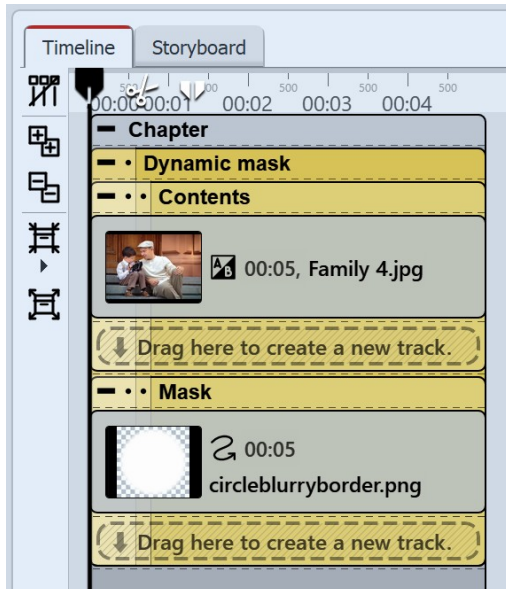 Timeline Storyboard
500 500 500 500
00:00 00:01 00:02 00:03 00:04
Chapter
Dynamic mask
Contents
A B 00:05, Family 4.jpg
Drag here to create a new track.
Mask
00:05
circleblurryborder.png
Drag here to create a new track.